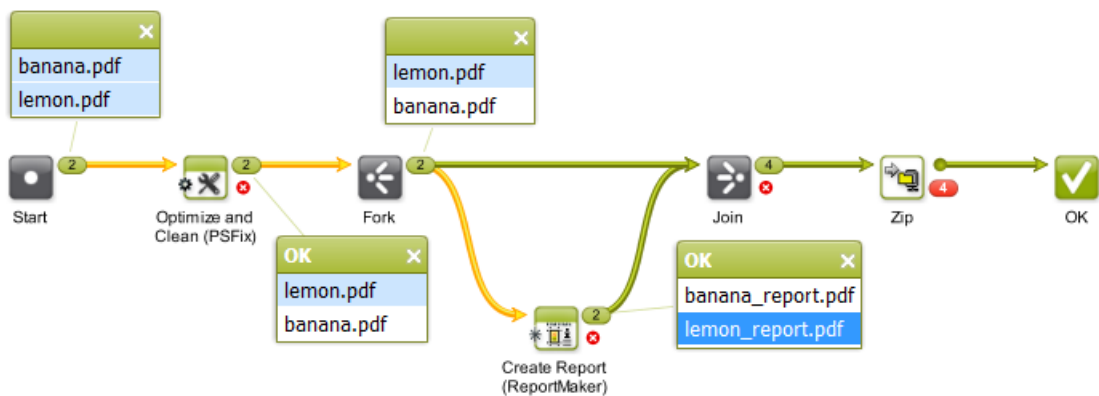 banana.pdf
lemon.pdf
lemon.pdf
banana.pdf
2
2
2
4
4
Start
Optimize and
Clean (PSFix)
Fork
Join
Zip
OK
OK
lemon.pdf
banana.pdf
OK
banana_report.pdf
lemon_report.pdf
2
Create Report
(ReportMaker)